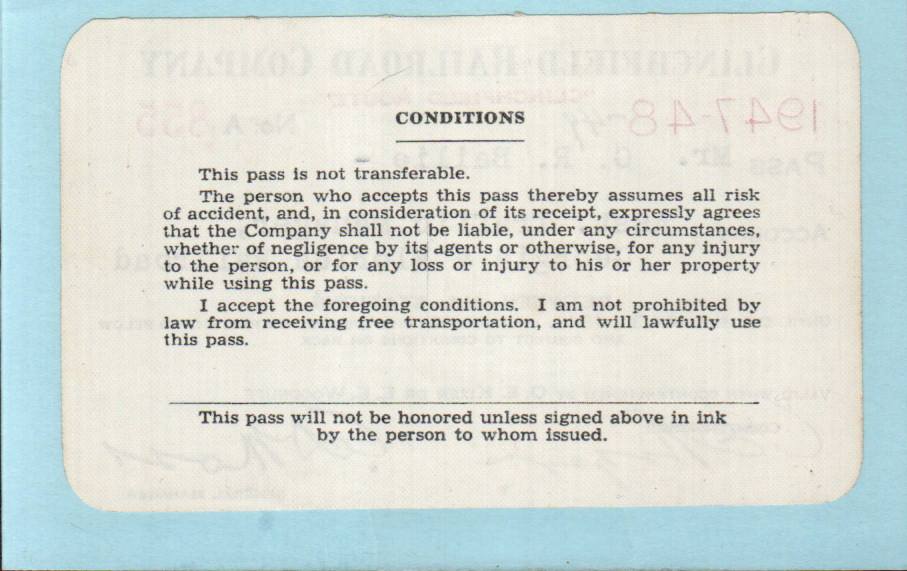 CONDITIONS
This pass is not transferable.
The person who accepts this pass thereby assumes all risk
of accident, and, in consideration of its receipt, expressly agrees
that the Company shall not be liable, under any circumstances,
whether of negligence by its agents or otherwise, for any injury
to the person, or for any loss or injury to his or her property
while using this pass.
I accept the foregoing conditions. I am not prohibited by
law from receiving free transportation, and will lawfully use
this pass.
This pass will not be honored unless signed above in ink
by the person to whom issued.